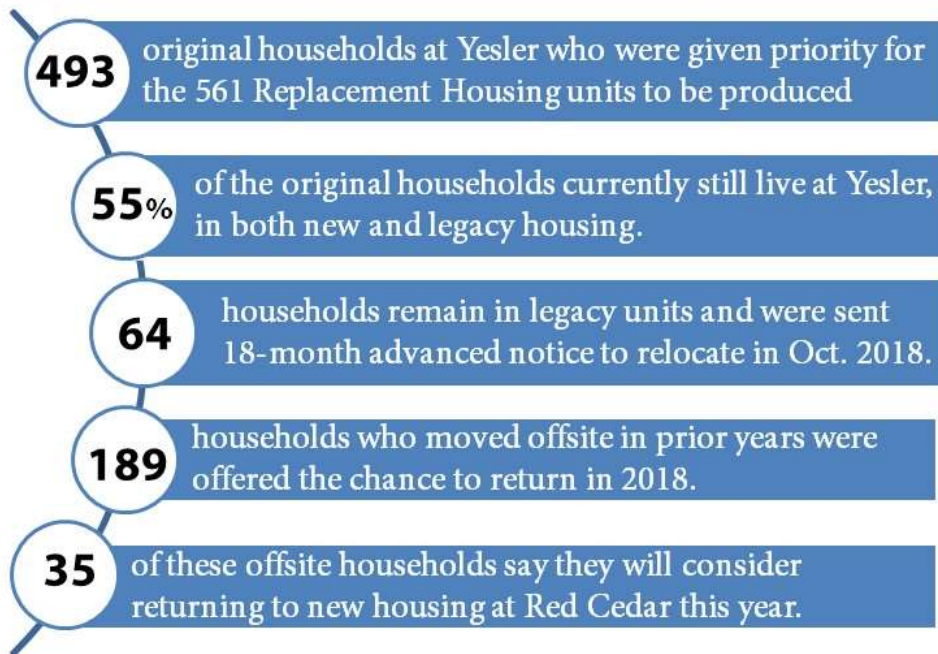 493
original households at Yesler who were given priority for
the 561 Replacement Housing units to be produced
55%
of the original households currently still live at Yesler,
in both new and legacy housing.
64
households remain in legacy units and were sent
18-month advanced notice to relocate in Oct. 2018.
189
households who moved offsite in prior years were
offered the chance to return in 2018.
35
of these offsite households say they will consider
returning to new housing at Red Cedar this year.